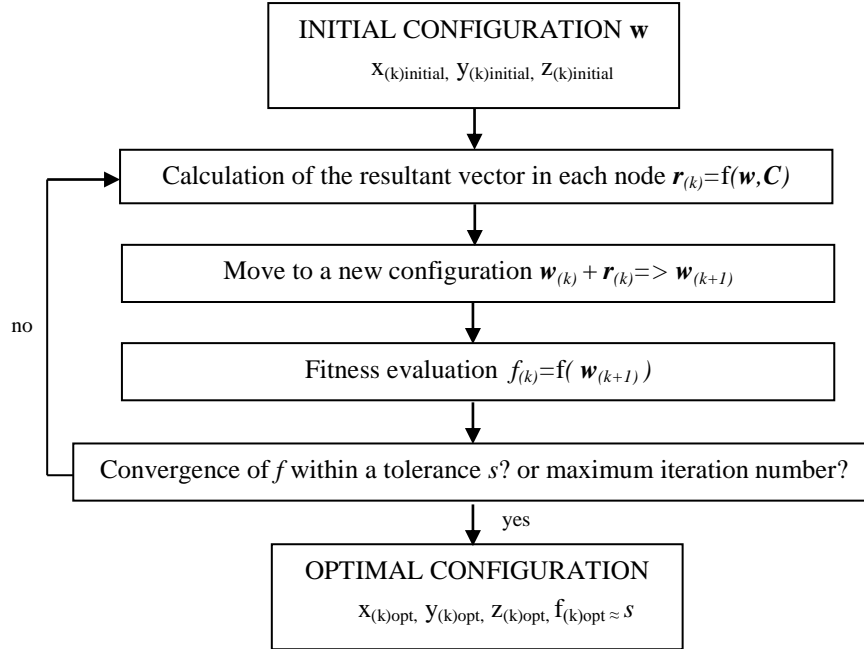 INITIAL CONFIGURATION w
x(k)initial, y(k)initial, z(k)initial
Calculation of the resultant vector in each node r(k)=f(w,C)
Move to a new configuration w(k) + r(k)=> w(k+1)
no
Fitness evaluation f(k)=f( w(k+1) )
Convergence of f within a tolerance s? or maximum iteration number?
yes
OPTIMAL CONFIGURATION
x(k)opt, y(k)opt, z(k)opt, f(k)opt ≈ s